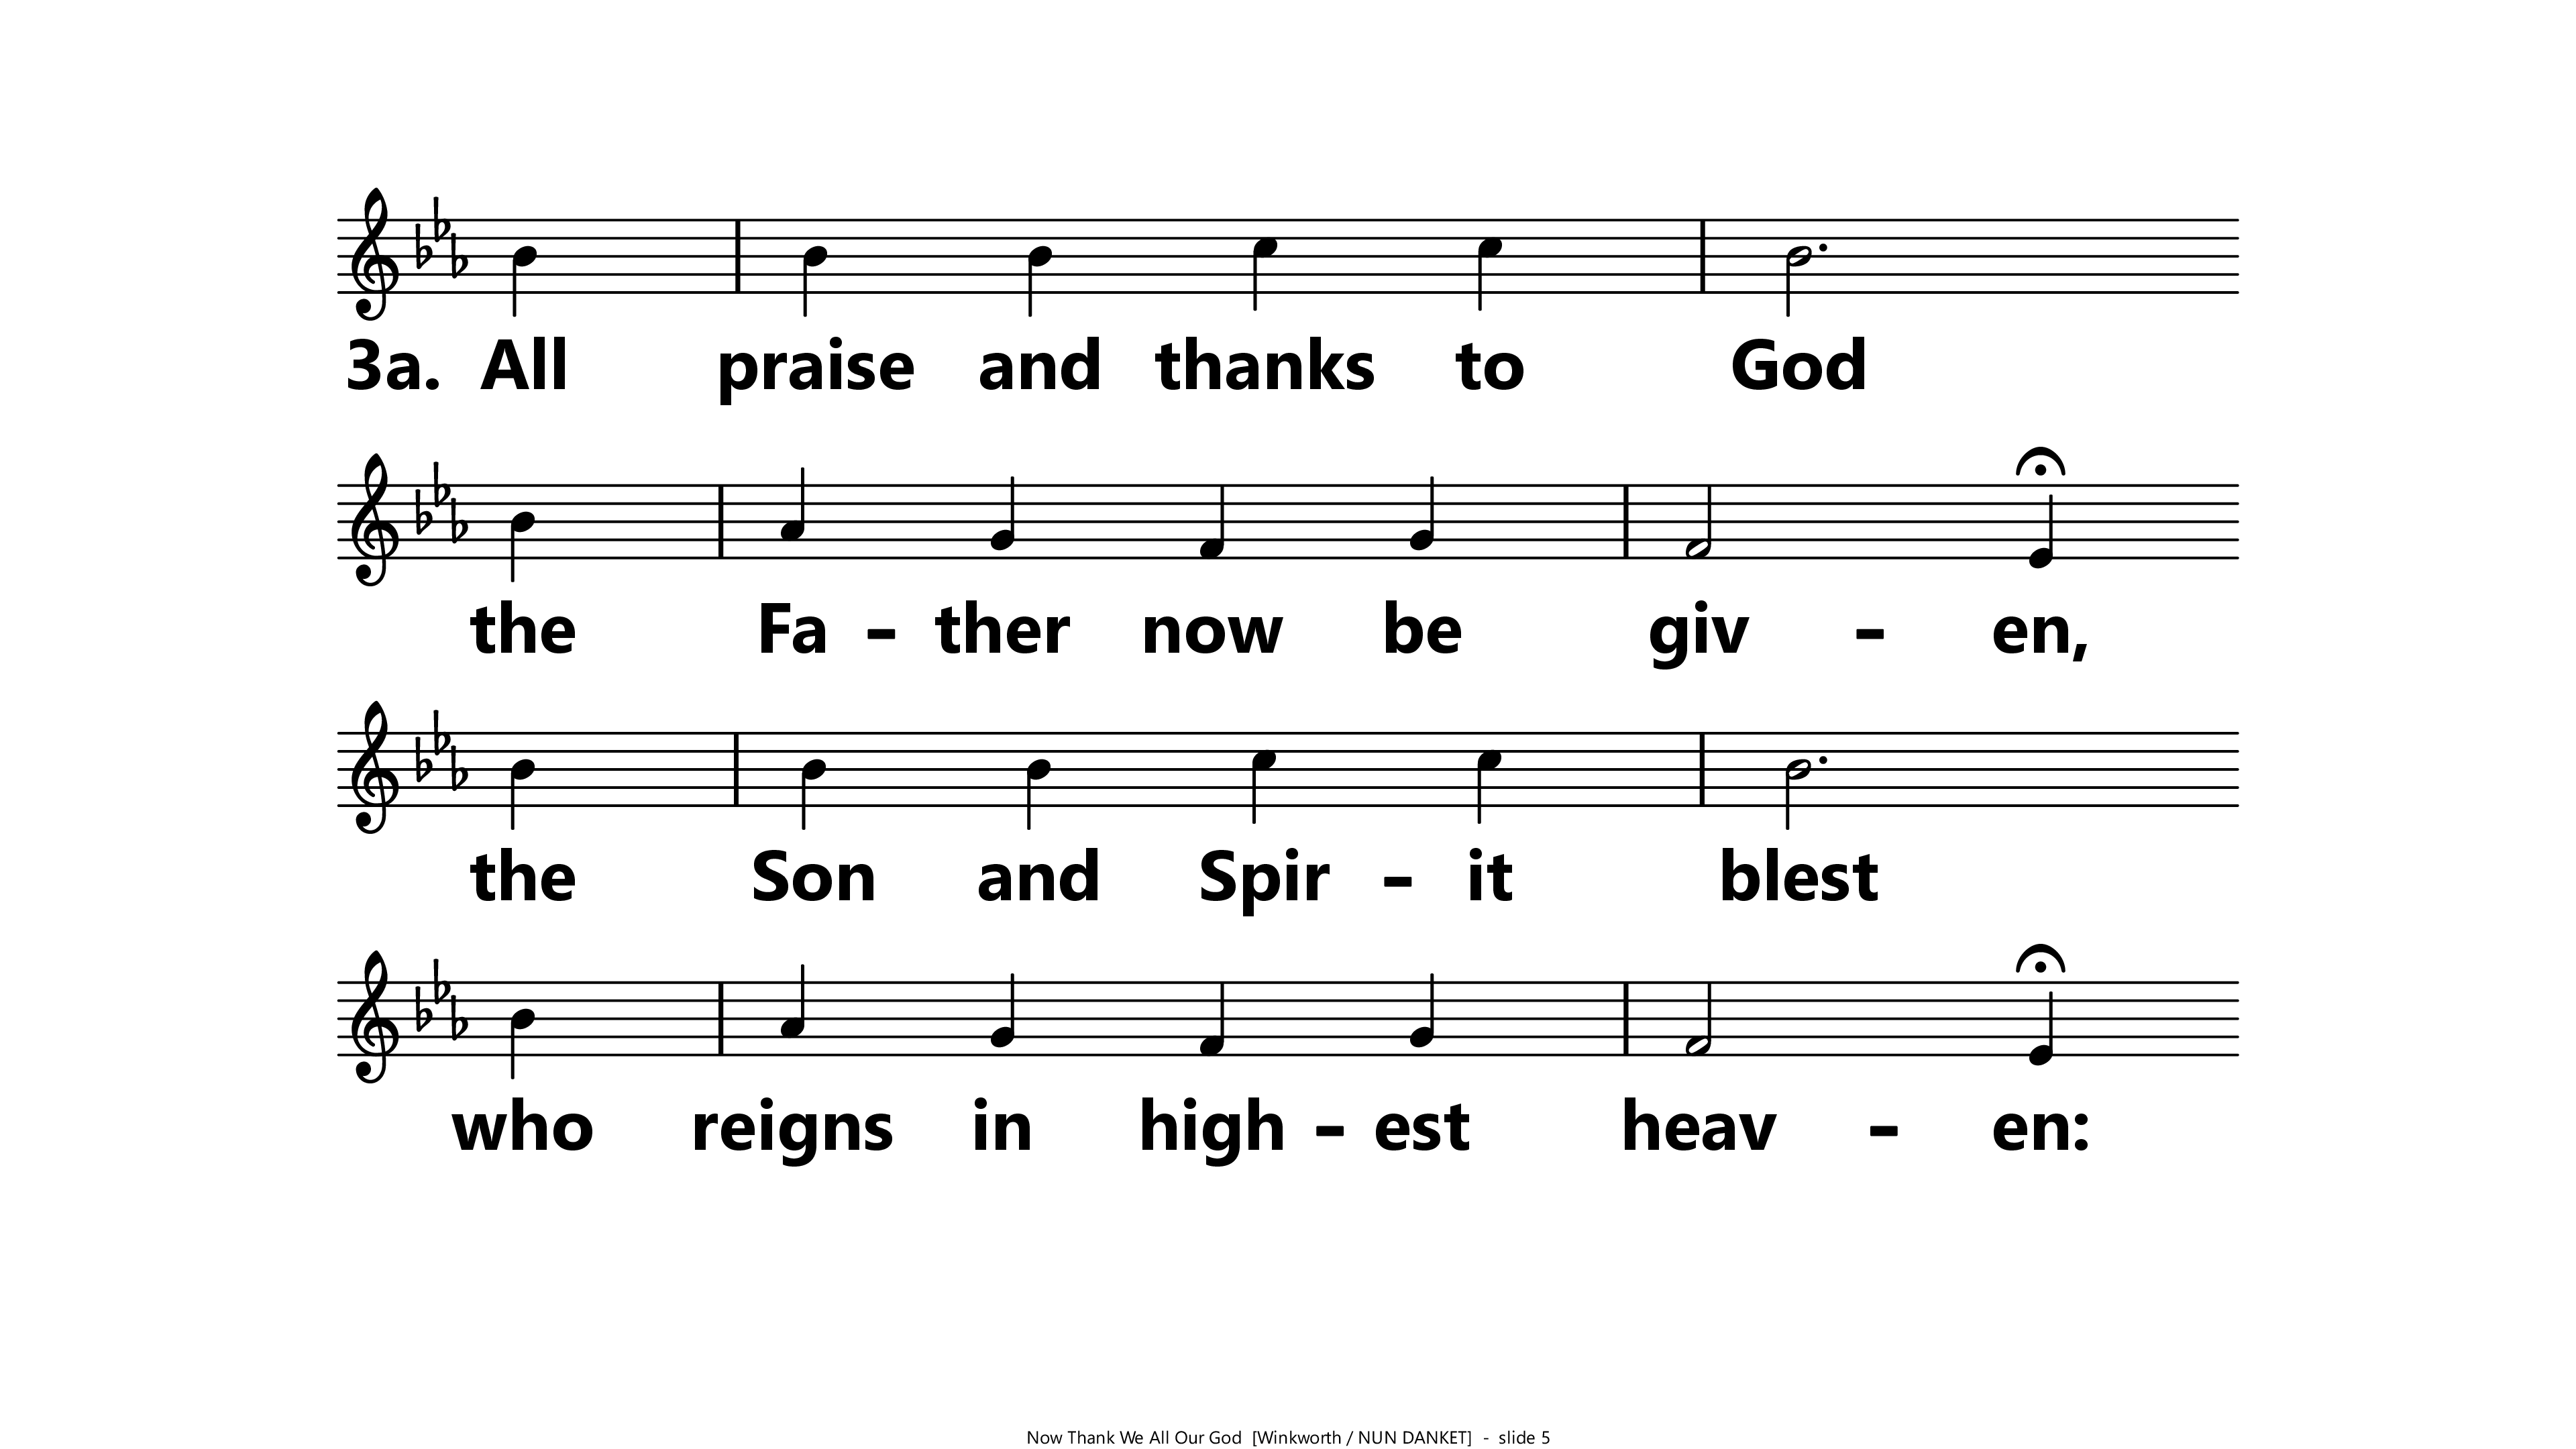 3a. All praise and thanks to God
the Fa - ther now be giv - en,
the Son and Spir - it blest
who reigns in high - est heav - en:
Now Thank We All Our God [Winkworth / NUN DANKET] - slide 5